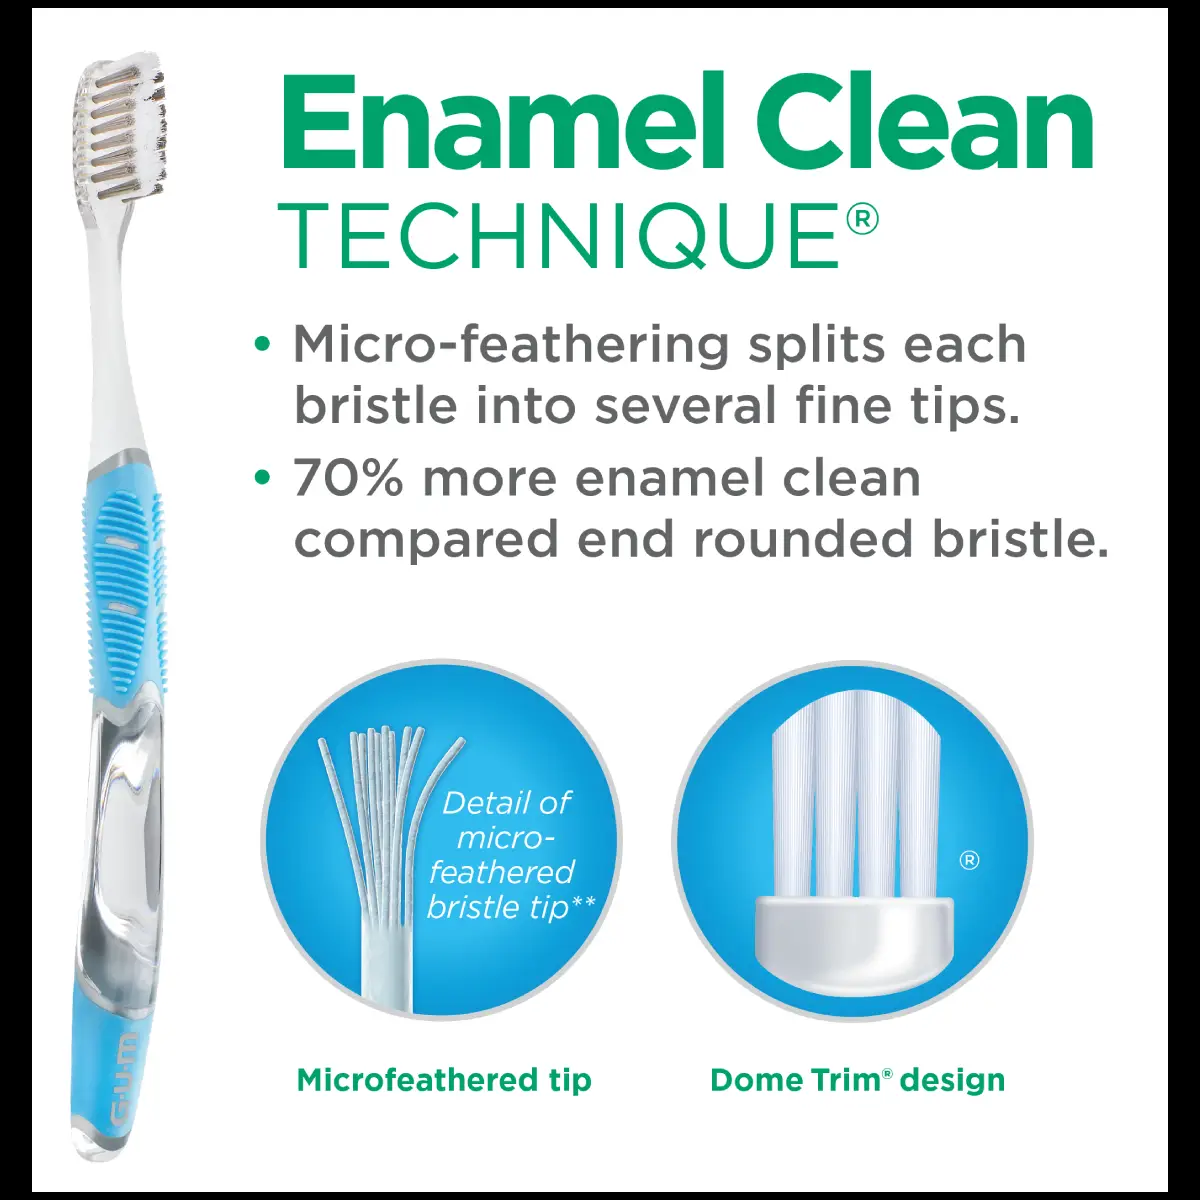 Enamel Clean
TECHNIQUE®
• Micro-feathering splits each
bristle into several fine tips.
• 70% more enamel clean
compared end rounded bristle.
Detail of
micro-
feathered
bristle tip**
®
Microfeathered tip
Dome Trim® design
G·U·M